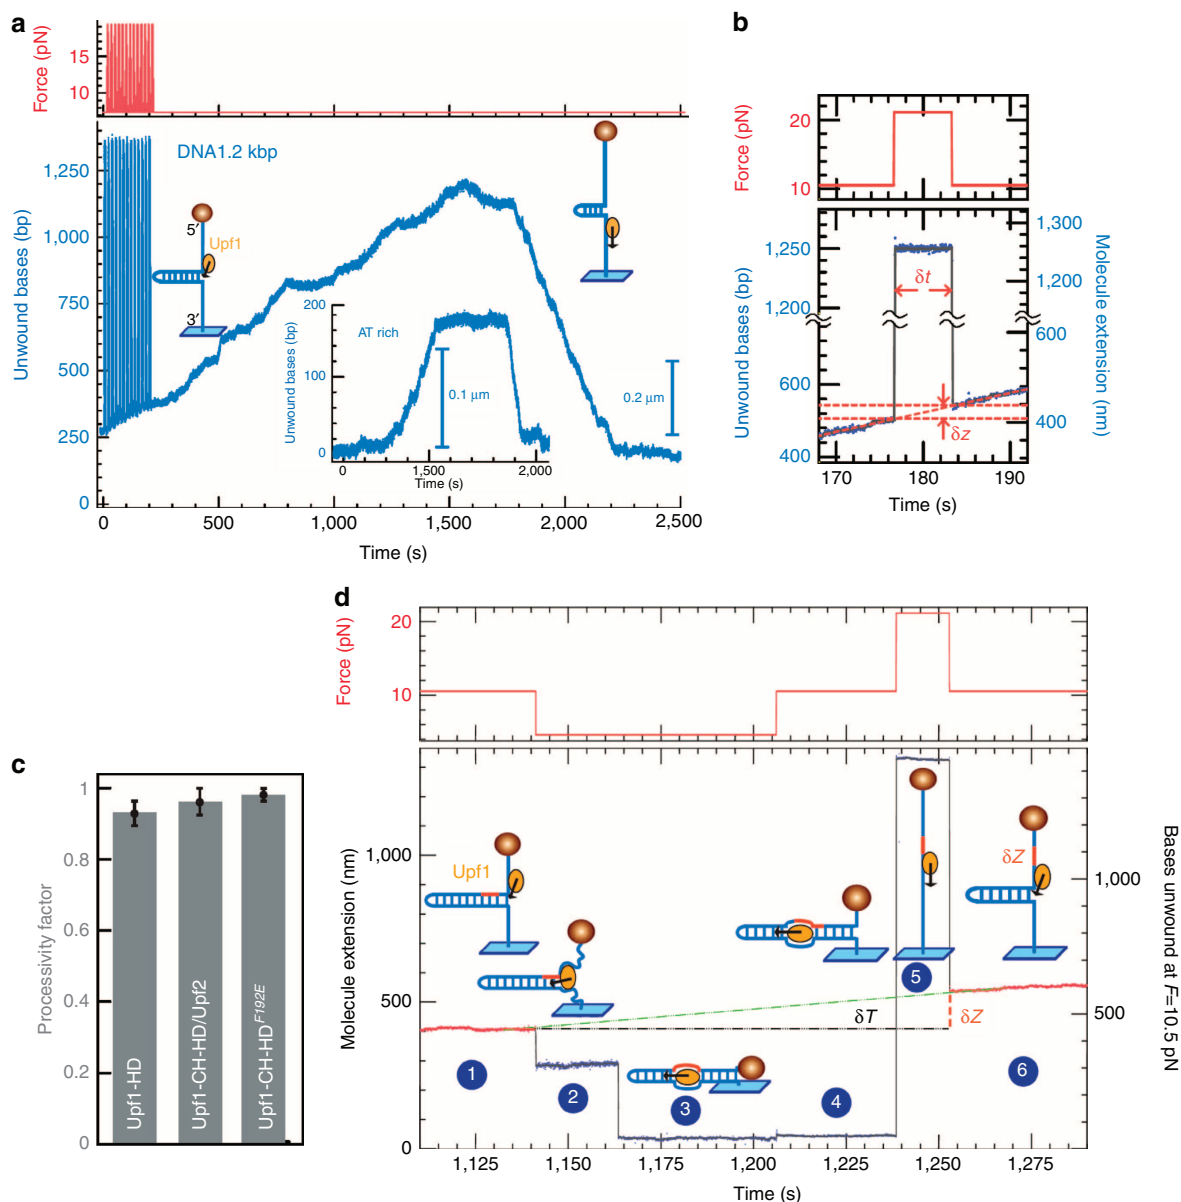 a
Force (pN)
15
10
Unwound bases (bp)
1,250
1,000
750
500
250
0
DNA1.2 kbp
5′
Upf1
3′
Unwound bases (bp)
200
100
0
AT rich
0.1 µm
0.2 µm
0
1,500
2,000
Time (s)
0
500
1,000
1,500
2,000
2,500
Time (s)
b
Force (pN)
20
10
Unwound bases (bp)
1,250
1,200
600
500
400
1,300
1,200
600
400
Molecule extension (nm)
δt
δz
170
180
190
Time (s)
c
Processivity factor
1
0.8
0.6
0.4
0.2
0
Upf1-HD
Upf1-CH-HD/Upf2
Upf1-CH-HD^F192E
d
Force (pN)
20
10
Molecule extension (nm)
1,000
500
0
Bases unwound at F=10.5 pN
1,000
500
Upf1
δZ
δT
δZ
1
2
3
4
5
6
1,125
1,150
1,175
1,200
1,225
1,250
1,275
Time (s)